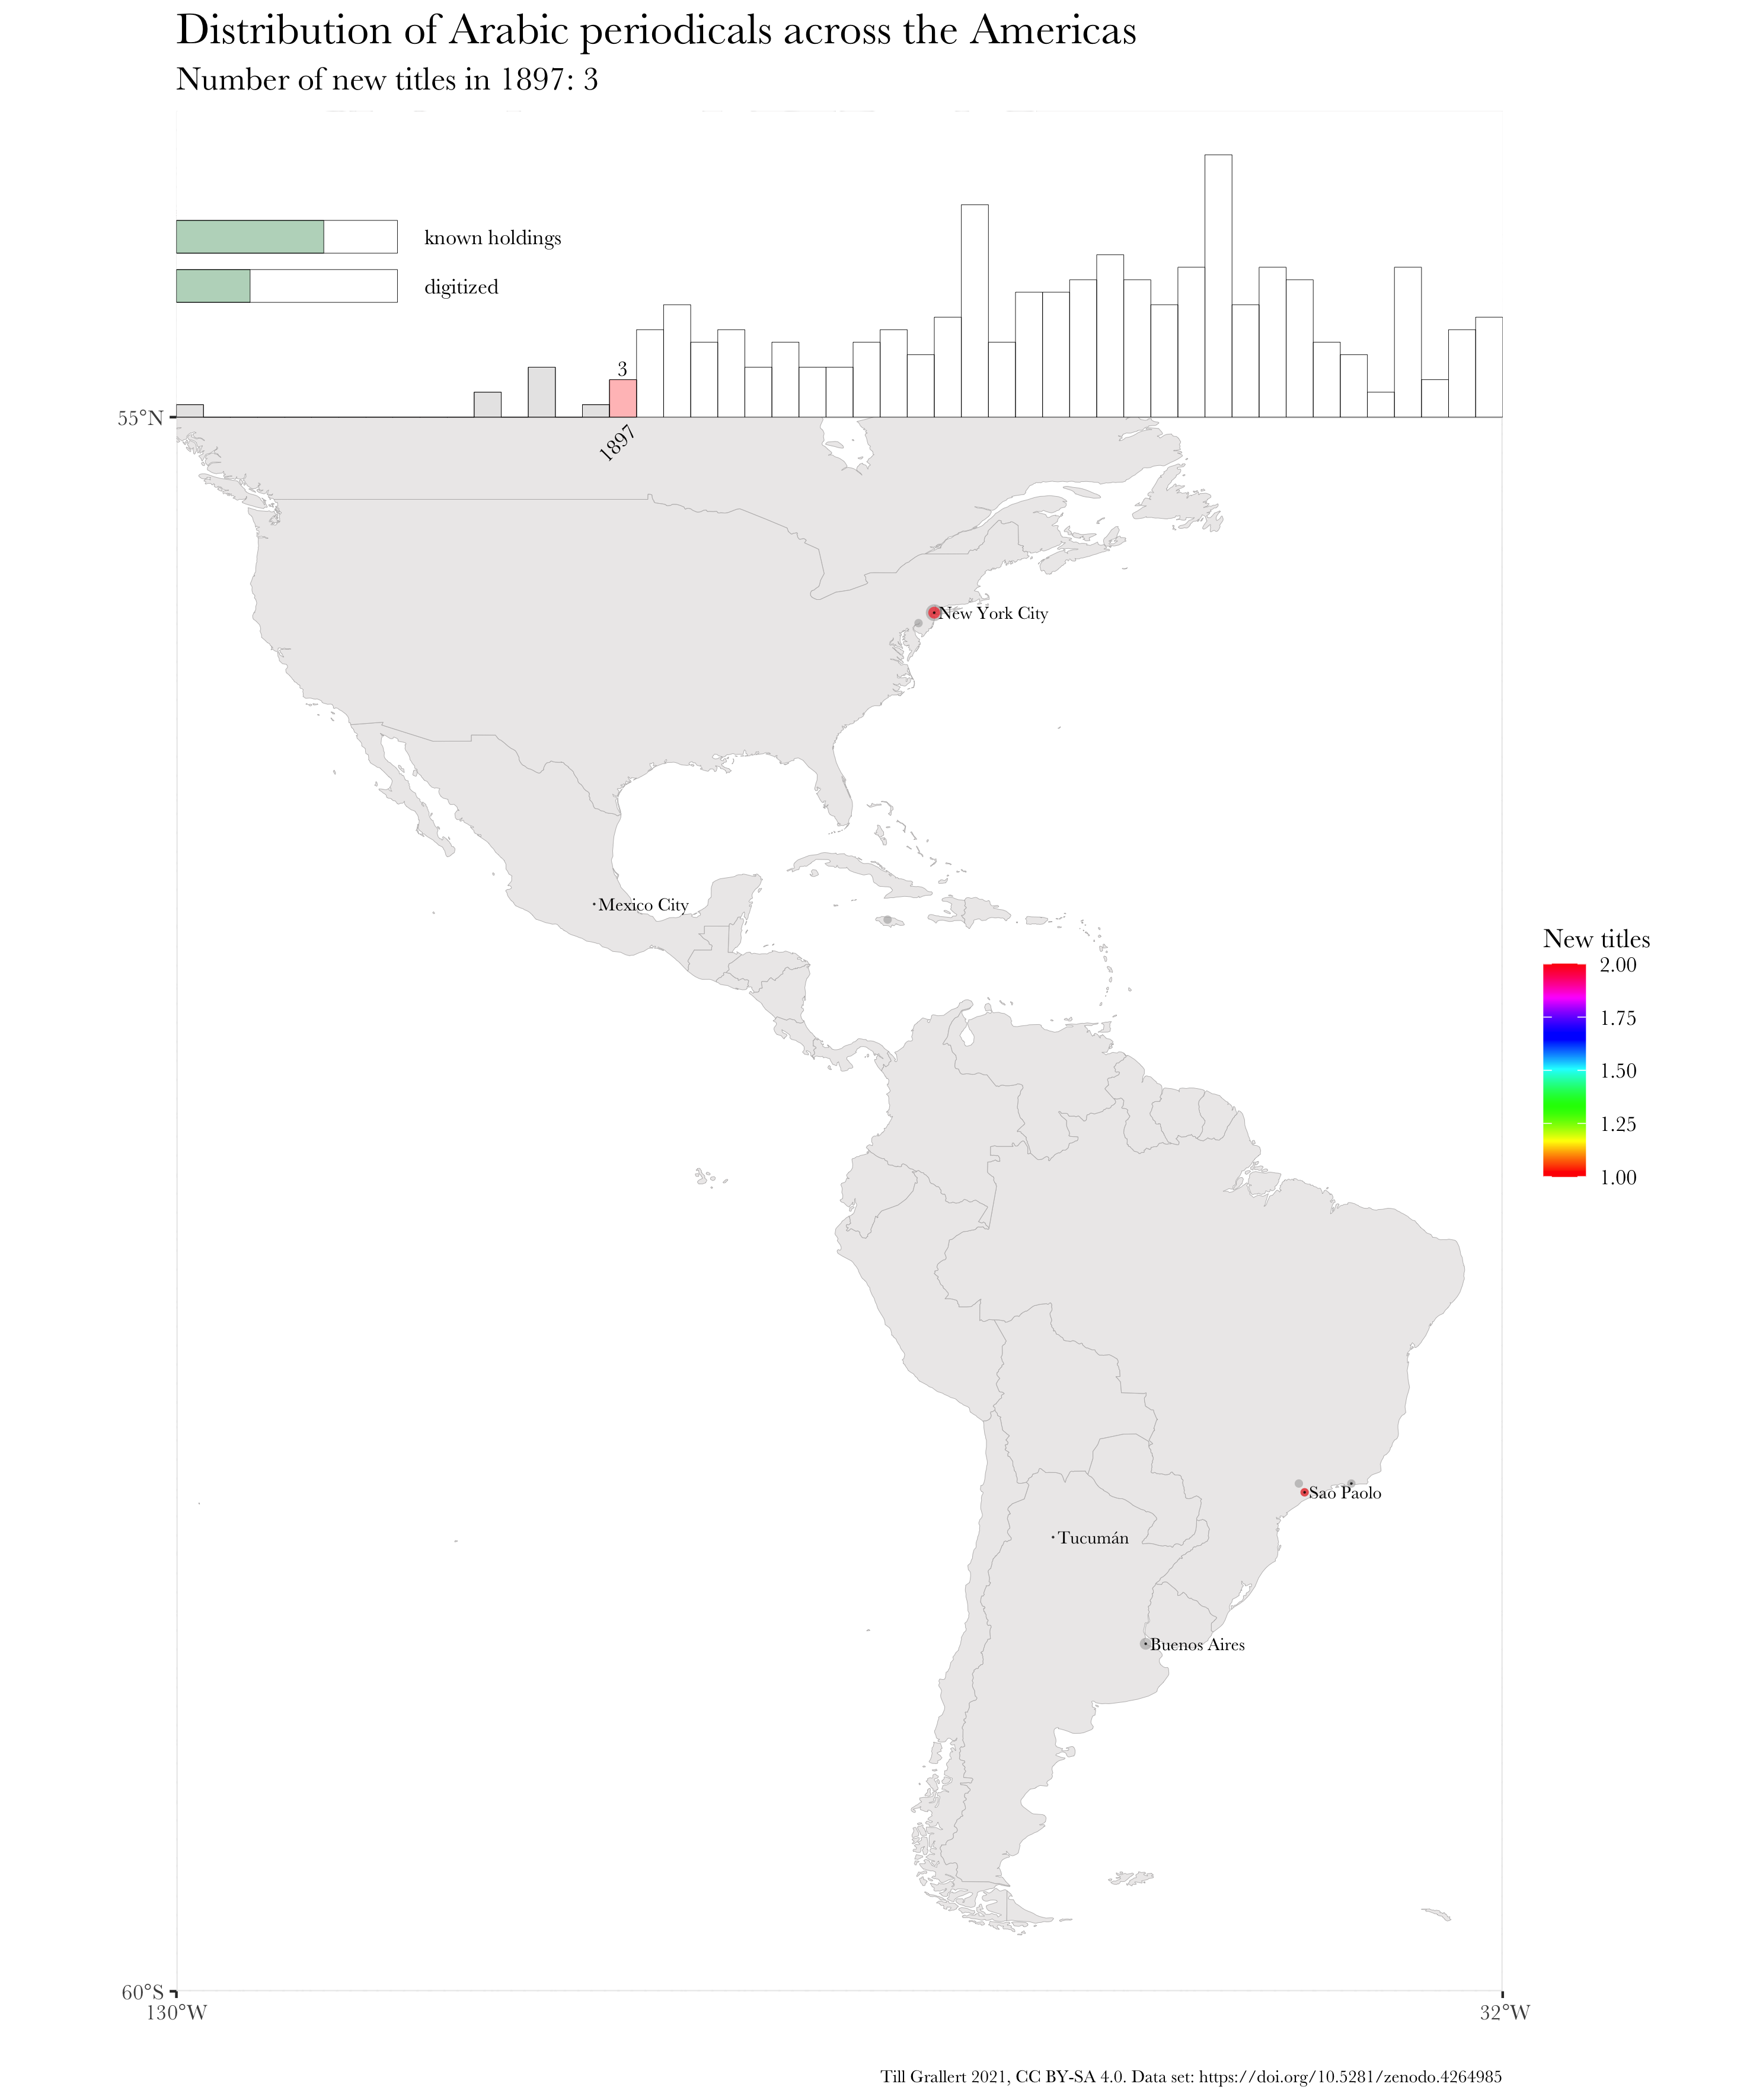 Distribution of Arabic periodicals across the Americas
Number of new titles in 1897: 3
known holdings
digitized
3
55°N
1897
New York City
Mexico City
New titles
2.00
1.75
1.50
1.25
1.00
Sao Paolo
Tucumán
Buenos Aires
60°S
130°W
32°W
Till Grallert 2021, CC BY-SA 4.0. Data set: https://doi.org/10.5281/zenodo.4264985